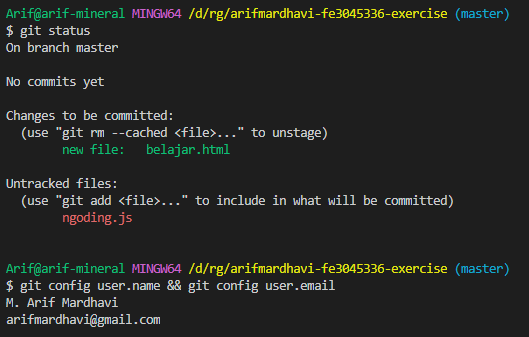 Arif@arif-mineral MINGW64 /d/rg/arifmardhavi-fe3045336-exercise (master)
$ git status
On branch master

No commits yet

Changes to be committed:
  (use "git rm --cached <file>..." to unstage)
        new file:   belajar.html

Untracked files:
  (use "git add <file>..." to include in what will be committed)
        ngoding.js


Arif@arif-mineral MINGW64 /d/rg/arifmardhavi-fe3045336-exercise (master)
$ git config user.name && git config user.email
M. Arif Mardhavi
arifmardhavi@gmail.com